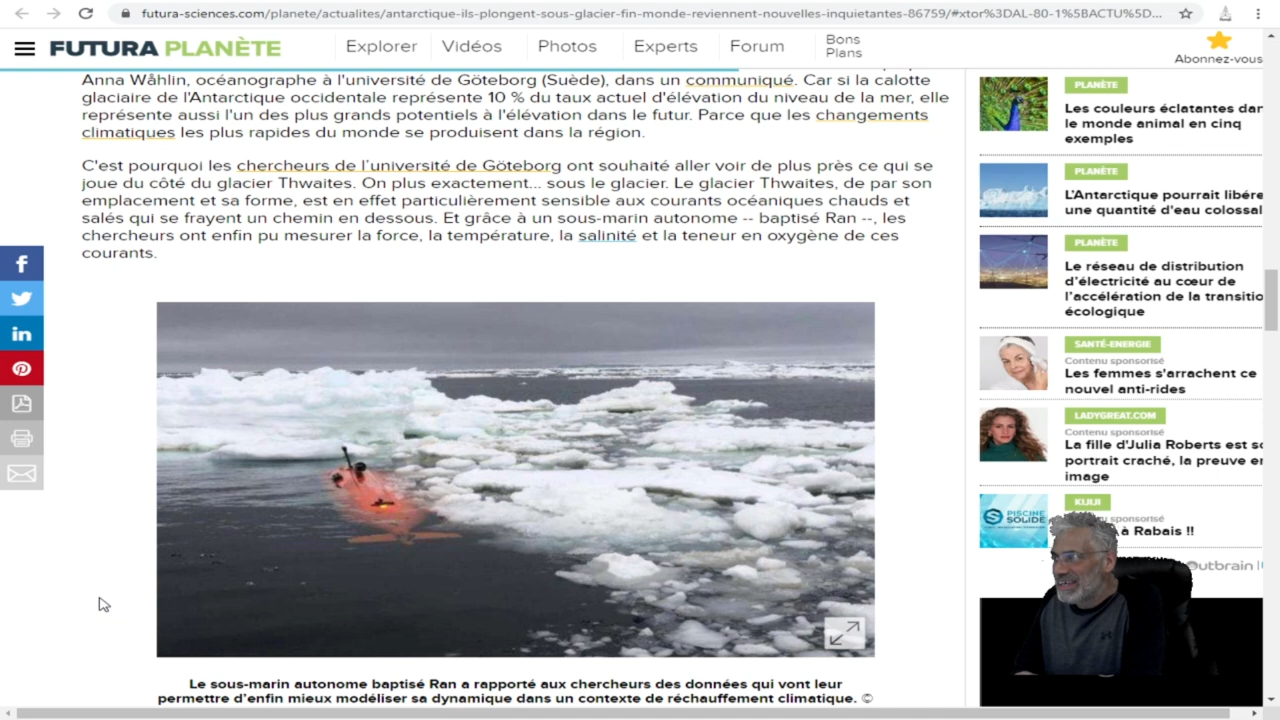 futura-sciences.com/planete/actualites/antarctique-ils-plongent-sous-glacier-fin-monde-reviennent-nouvelles-inquietantes-86759/#xtor%3DAL-80-1%5BACTU%5D...
FUTURA PLANÈTE
Explorer
Vidéos
Photos
Experts
Forum
Bons
Plans
Abonnez-vous
Anna Wåhlin, océanographe à l'université de Göteborg (Suède), dans un communiqué. Car si la calotte
glaciaire de l'Antarctique occidentale représente 10 % du taux actuel d'élévation du niveau de la mer, elle
représente aussi l'un des plus grands potentiels à l'élévation dans le futur. Parce que les changements
climatiques les plus rapides du monde se produisent dans la région.
C'est pourquoi les chercheurs de l'université de Göteborg ont souhaité aller voir de plus près ce qui se
joue du côté du glacier Thwaites. Ou plus exactement... sous le glacier. Le glacier Thwaites, de par son
emplacement et sa forme, est en effet particulièrement sensible aux courants océaniques chauds et
salés qui se frayent un chemin en dessous. Et grâce à un sous-marin autonome -- baptisé Ran --, les
chercheurs ont enfin pu mesurer la force, la température, la salinité et la teneur en oxygène de ces
courants.
Le sous-marin autonome baptisé Ran a rapporté aux chercheurs des données qui vont leur
permettre d'enfin mieux modéliser sa dynamique dans un contexte de réchauffement climatique. ©
PLANÈTE
Les couleurs éclatantes dan
le monde animal en cinq
exemples
PLANÈTE
L'Antarctique pourrait libére
une quantité d'eau colossal
PLANÈTE
Le réseau de distribution
d'électricité au cœur de
l'accélération de la transitio
écologique
SANTÉ-ENERGIE
Contenu sponsorisé
Les femmes s'arrachent ce
nouvel anti-rides
LADYGREAT.COM
Contenu sponsorisé
La fille d'Julia Roberts est so
portrait craché, la preuve en
image
PISCINE
SOLIDE
KIJIJI
sponsorisé
à Rabais !!
Outbrain